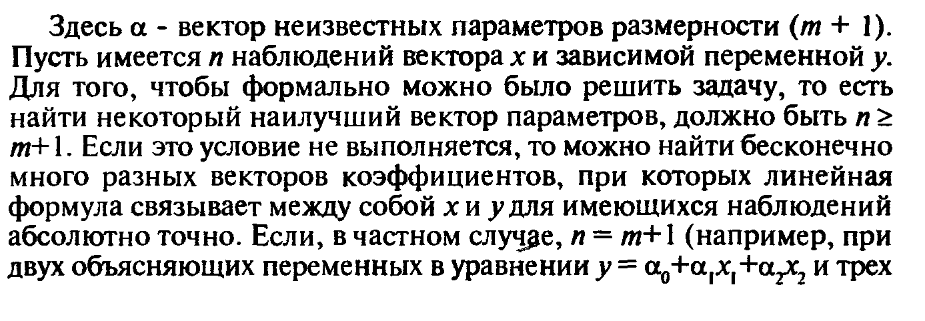 Здесь α - вектор неизвестных параметров размерности (m + 1).
Пусть имеется n наблюдений вектора x и зависимой переменной y.
Для того, чтобы формально можно было решить задачу, то есть
найти некоторый наилучший вектор параметров, должно быть n ≥
m+1. Если это условие не выполняется, то можно найти бесконечно
много разных векторов коэффициентов, при которых линейная
формула связывает между собой x и y для имеющихся наблюдений
абсолютно точно. Если, в частном случае, n = m+1 (например, при
двух объясняющих переменных в уравнении y = α₀+α₁x₁+α₂x₂ и трех